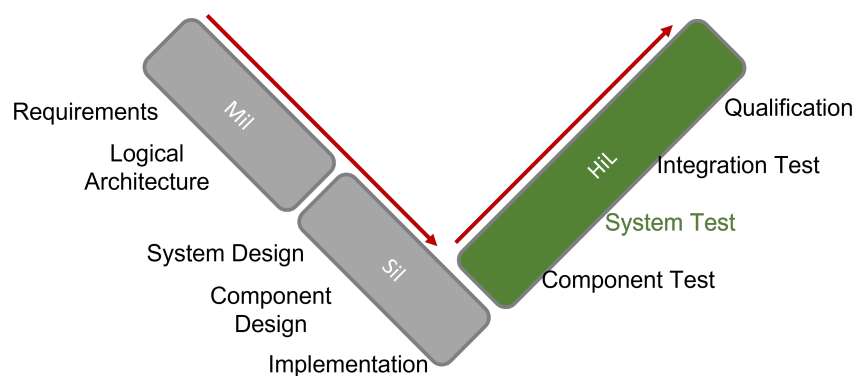 Mil
Requirements
Logical
Architecture
Sil
System Design
Component
Design
Implementation
HiL
Qualification
Integration Test
System Test
Component Test